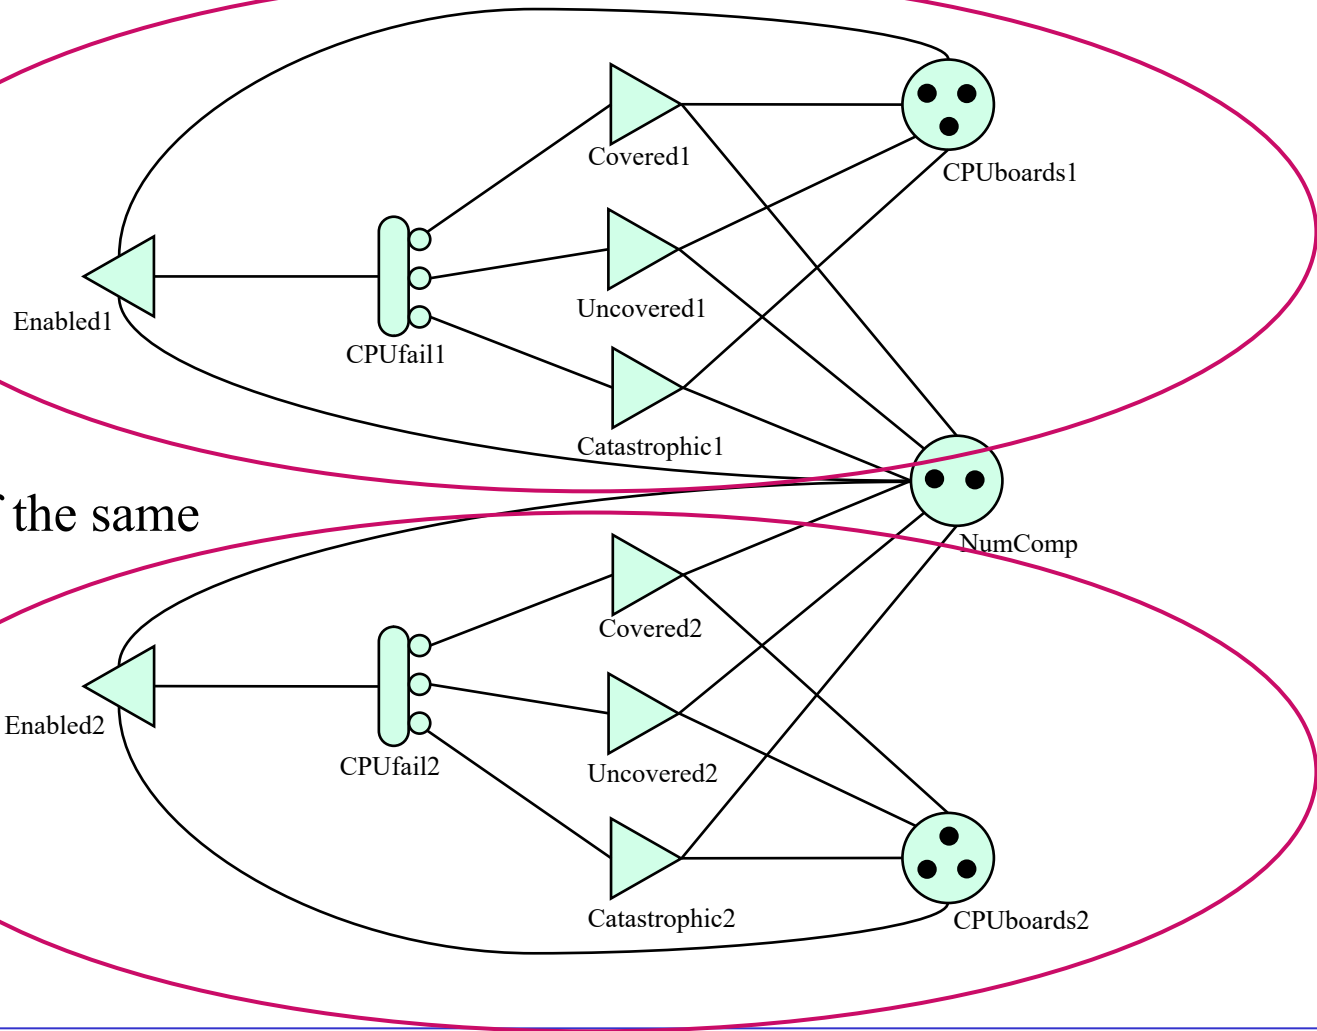 Covered1
CPUboards1
Uncovered1
Enabled1
CPUfail1
Catastrophic1
the same
NumComp
Covered2
Enabled2
CPUfail2
Uncovered2
Catastrophic2
CPUboards2